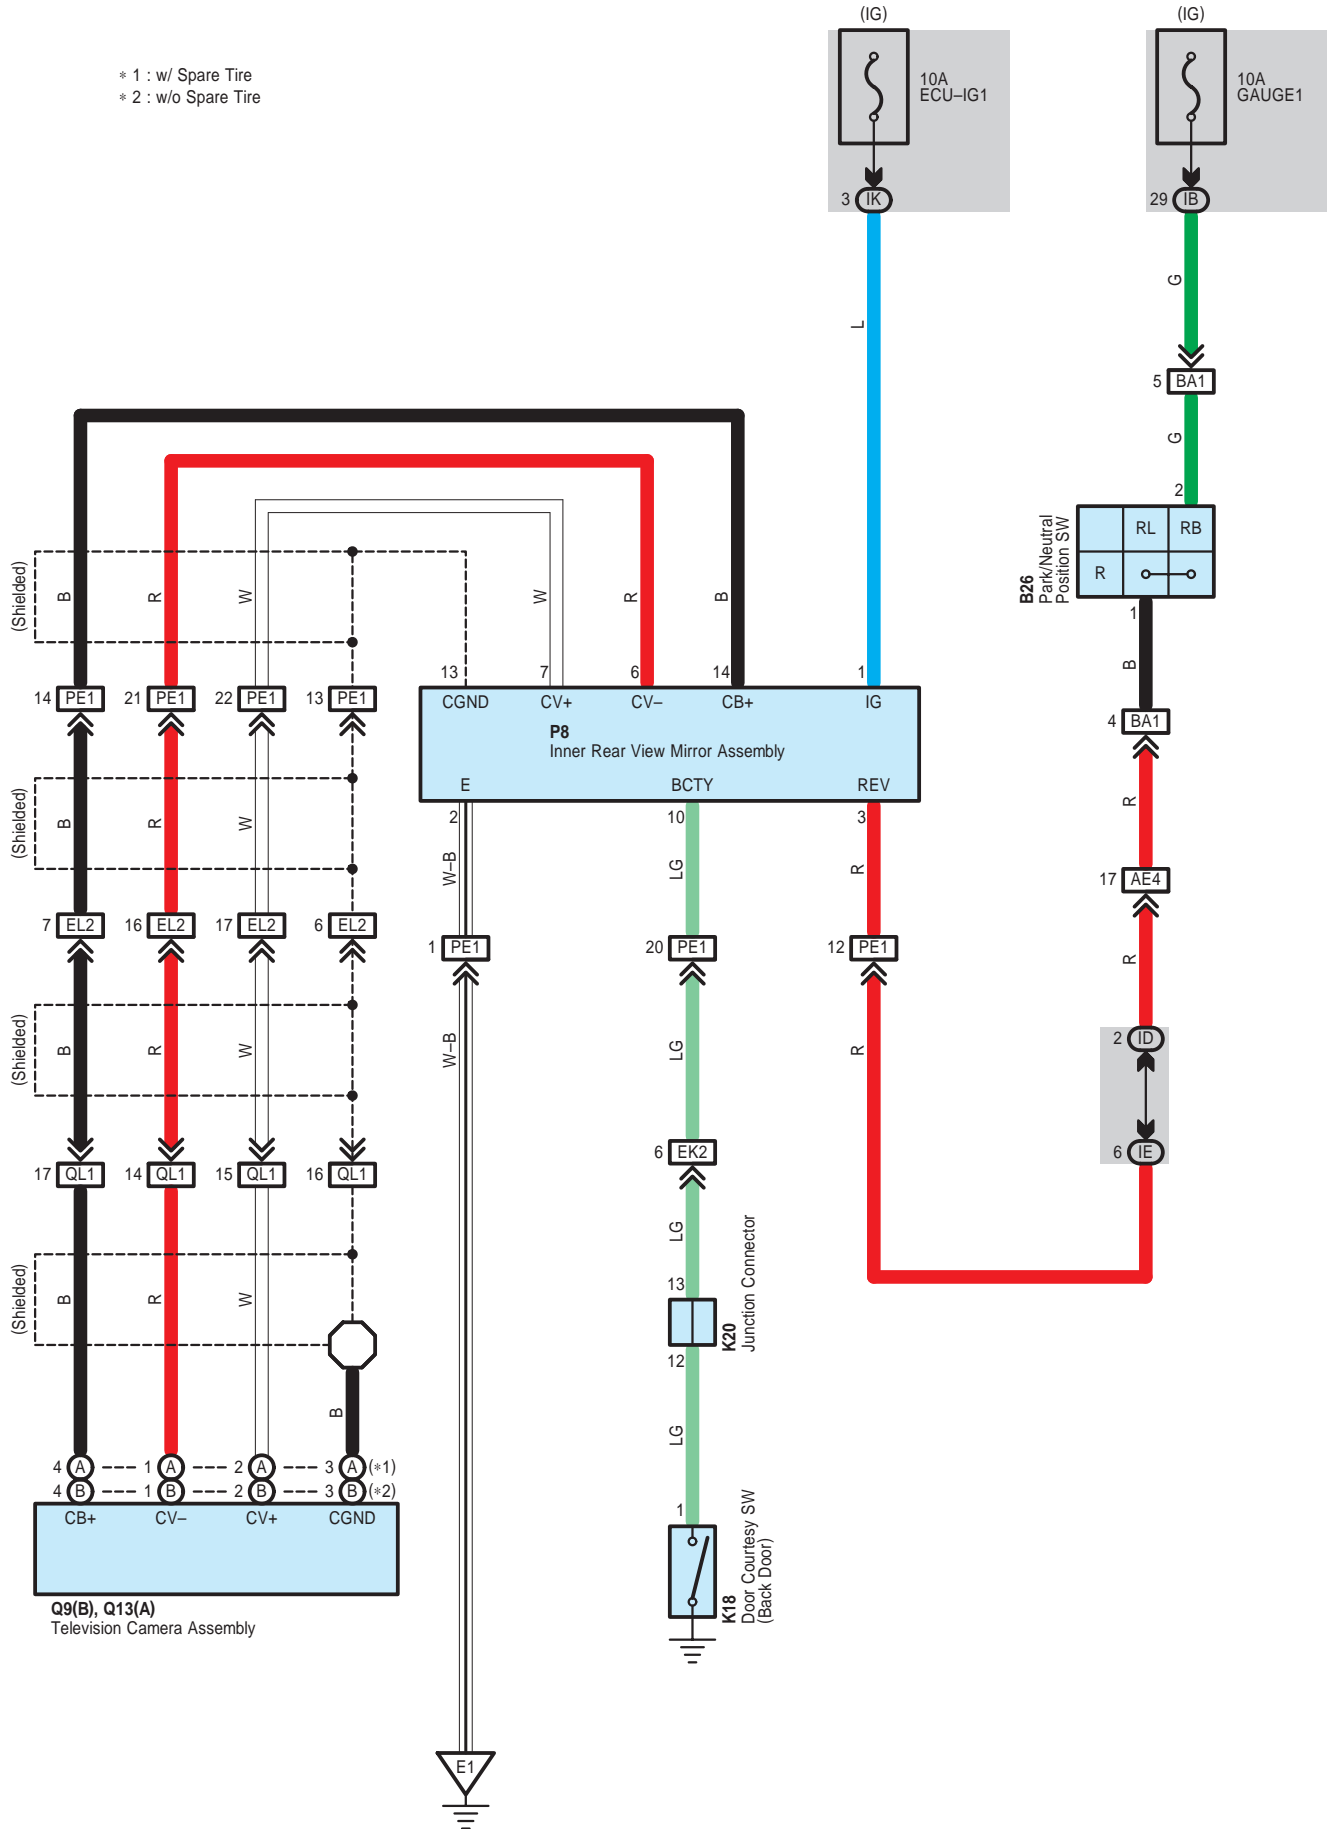 (IG)
(IG)
* 1 : w/ Spare Tire
* 2 : w/o Spare Tire
10A
ECU–IG1
10A
GAUGE1
3 IK
29 IB
L
G
5 BA1
G
2
RL RB
R
B26
Park/Neutral
Position SW
1
B
4 BA1
R
17 AE4
R
2 ID
6 IE
(Shielded)
B
R
W
W
R
B
13
7
6
14
1
14 PE1
21 PE1
22 PE1
13 PE1
CGND
CV+
CV–
CB+
IG
P8
Inner Rear View Mirror Assembly
E
BCTY
REV
2
10
3
(Shielded)
B
R
W
W–B
LG
R
7 EL2
16 EL2
17 EL2
6 EL2
1 PE1
20 PE1
12 PE1
(Shielded)
B
R
W
W–B
LG
R
6 EK2
17 QL1
14 QL1
15 QL1
16 QL1
LG
13
K20
Junction Connector
12
(Shielded)
B
R
W
B
LG
4 A
1 A
2 A
3 A (*1)
4 B
1 B
2 B
3 B (*2)
CB+
CV–
CV+
CGND
Q9(B), Q13(A)
Television Camera Assembly
1
K18
Door Courtesy SW
(Back Door)
E1